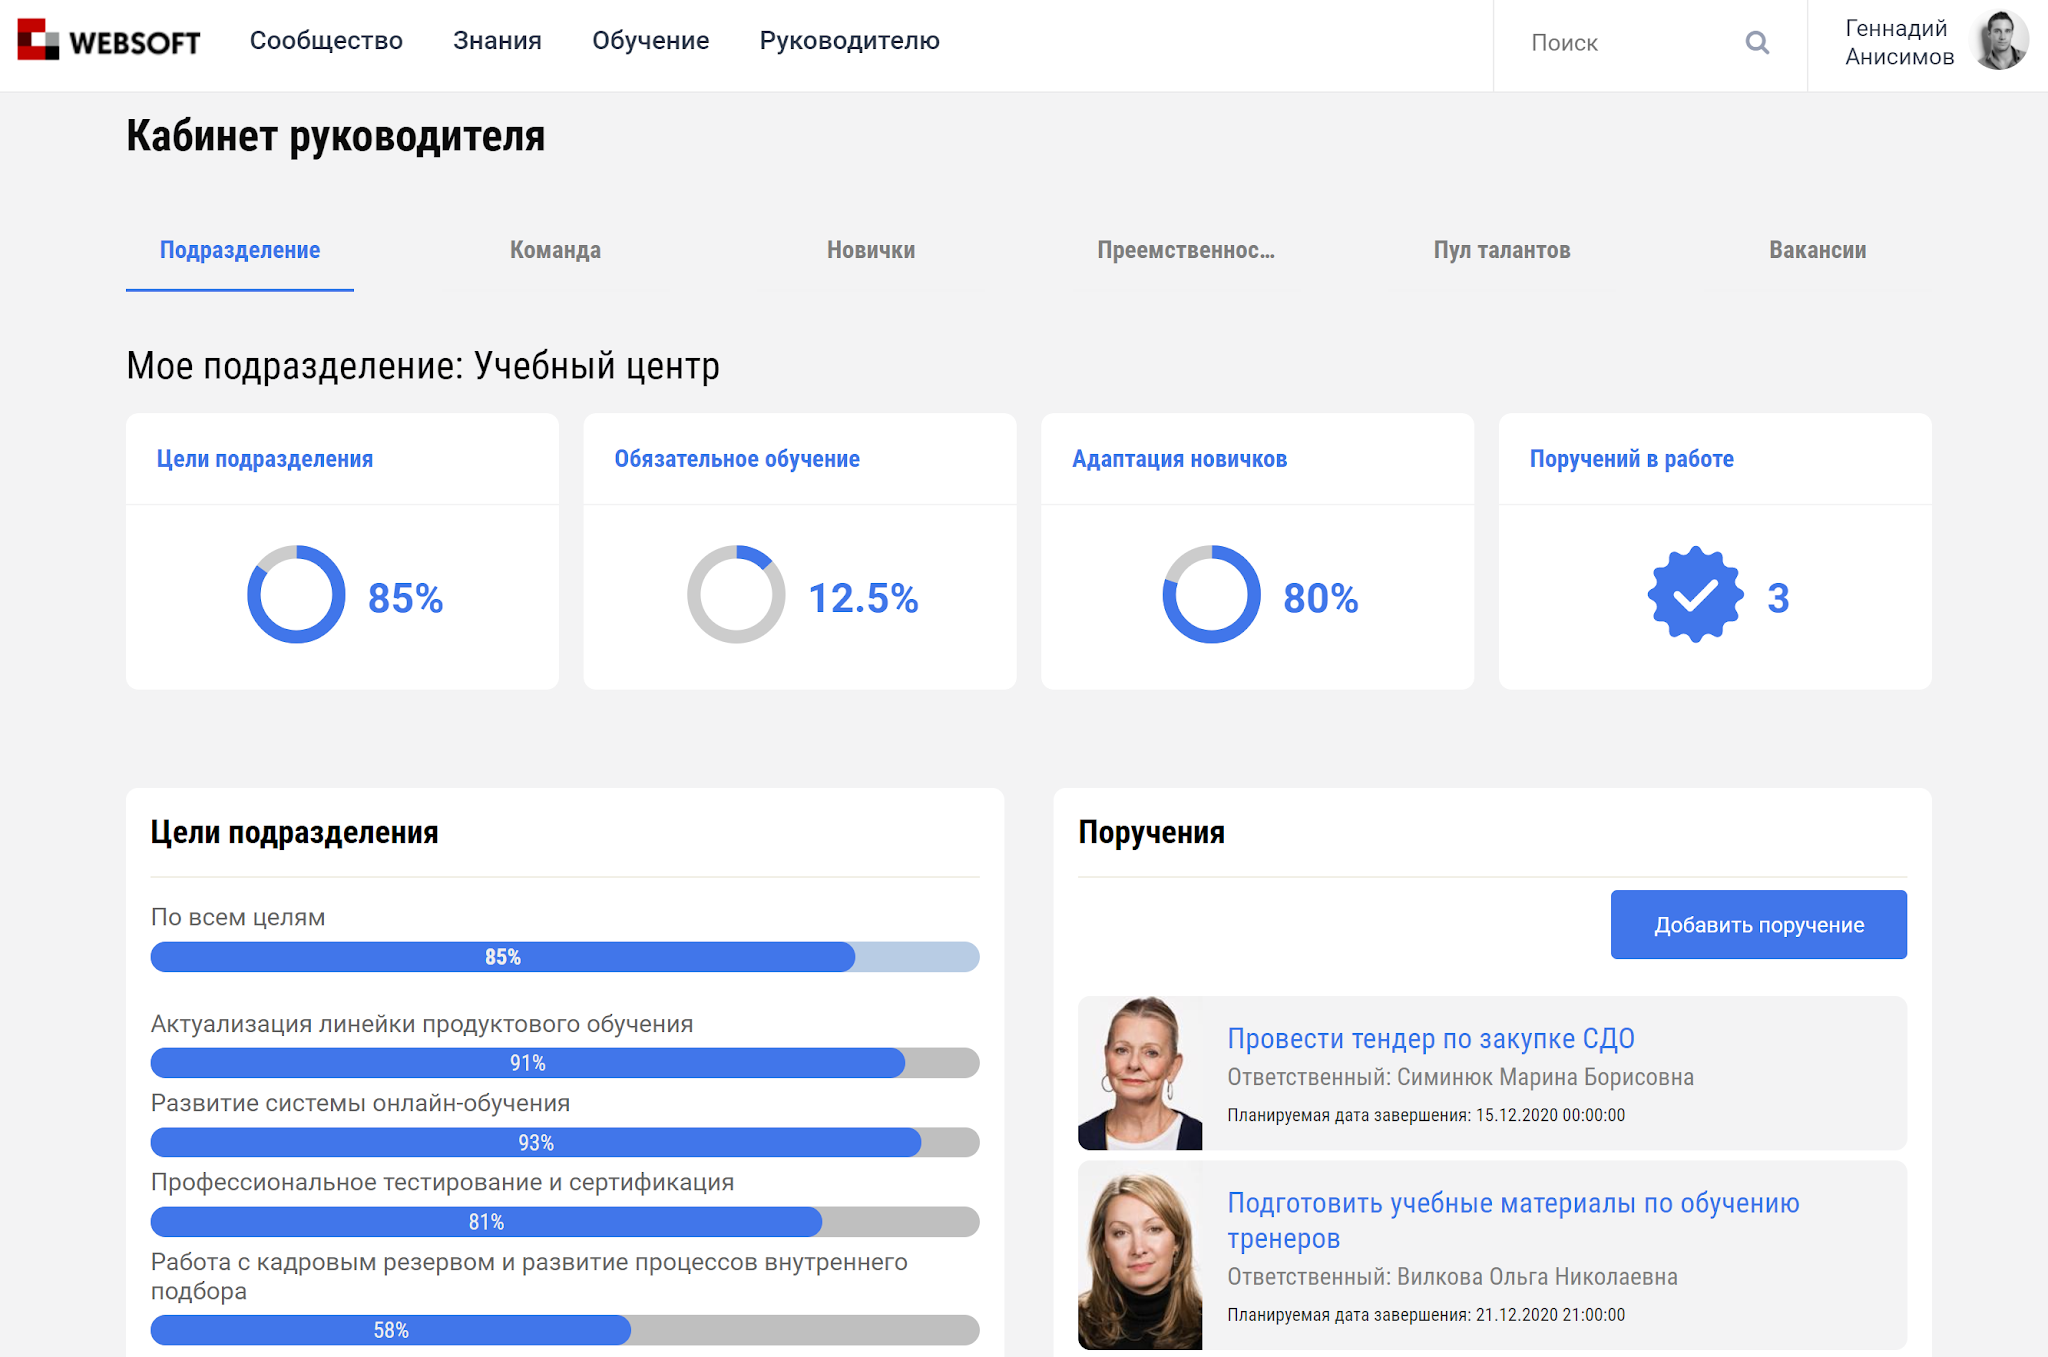 WEBSOFT
Сообщество
Знания
Обучение
Руководителю
Поиск
Геннадий
Анисимов
Кабинет руководителя
Подразделение
Команда
Новички
Преемственнос...
Пул талантов
Вакансии
Мое подразделение: Учебный центр
Цели подразделения
85%
Обязательное обучение
12.5%
Адаптация новичков
80%
Поручений в работе
3
Цели подразделения
По всем целям
85%
Актуализация линейки продуктового обучения
91%
Развитие системы онлайн-обучения
93%
Профессиональное тестирование и сертификация
81%
Работа с кадровым резервом и развитие процессов внутреннего
подбора
58%
Поручения
Добавить поручение
Провести тендер по закупке СДО
Ответственный: Симинюк Марина Борисовна
Планируемая дата завершения: 15.12.2020 00:00:00
Подготовить учебные материалы по обучению
тренеров
Ответственный: Вилкова Ольга Николаевна
Планируемая дата завершения: 21.12.2020 21:00:00